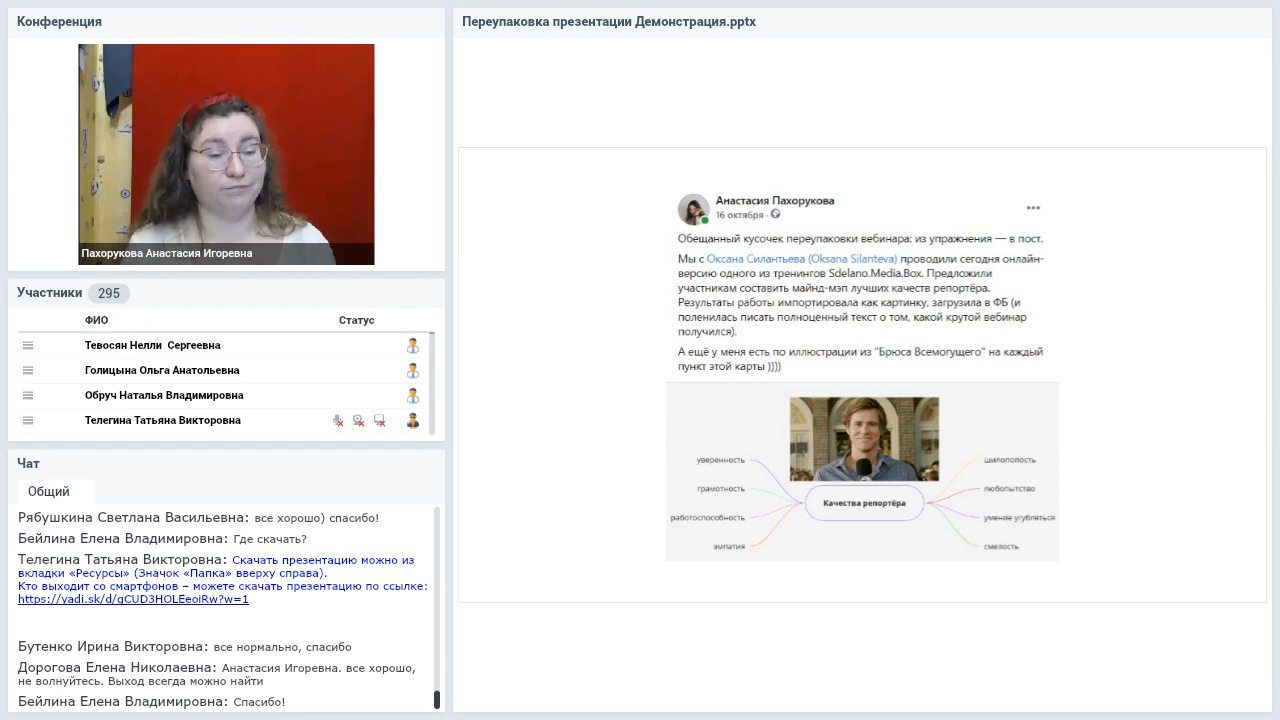 Конференция
Пахорукова Анастасия Игоревна
Участники 295
ФИО Статус
Тевосян Нелли Сергеевна
Голицына Ольга Анатольевна
Обруч Наталья Владимировна
Телегина Татьяна Викторовна
Чат
Общий
Рябушкина Светлана Васильевна: все хорошо) спасибо!
Бейлина Елена Владимировна: Где скачать?
Телегина Татьяна Викторовна: Скачать презентацию можно из
вкладки «Ресурсы» (Значок «Папка» вверху справа).
Кто выходит со смартфонов – можете скачать презентацию по ссылке:
https://yadi.sk/d/gCUD3HOLEeoiRw?w=1
Бутенко Ирина Викторовна: все нормально, спасибо
Дорогова Елена Николаевна: Анастасия Игоревна. все хорошо,
не волнуйтесь. Выход всегда можно найти
Бейлина Елена Владимировна: Спасибо!
Переупаковка презентации Демонстрация.pptx
Анастасия Пахорукова
16 октября ·
Обещанный кусочек переупаковки вебинара: из упражнения — в пост.
Мы с Оксана Силантьева (Oksana Silanteva) проводили сегодня онлайн-
версию одного из тренингов Sdelano.Media.Box. Предложили
участникам составить майнд-мэп лучших качеств репортёра.
Результаты работы импортировала как картинку, загрузила в ФБ (и
поленилась писать полноценный текст о том, какой крутой вебинар
получился).
А ещё у меня есть по иллюстрации из "Брюса Всемогущего" на каждый
пункт этой карты ))))
уверенность
грамотность
работоспособность
эмпатия
Качества репортёра
шилопопость
любопытство
умение угубляться
смелость